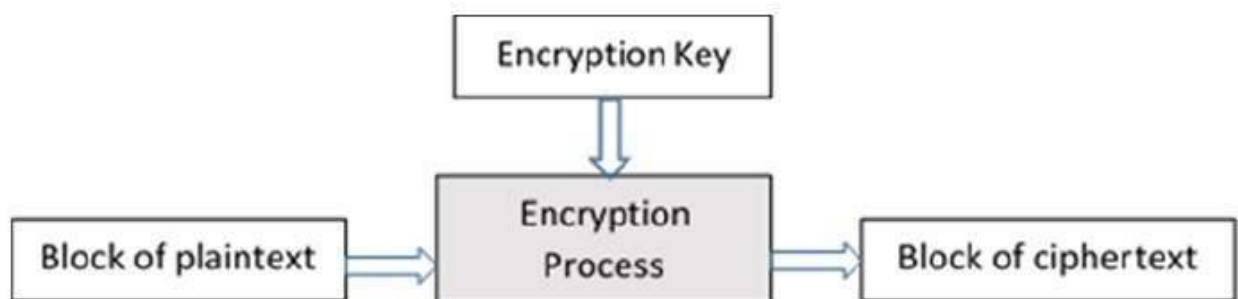 Encryption Key
Encryption
Process
Block of plaintext
Block of ciphertext